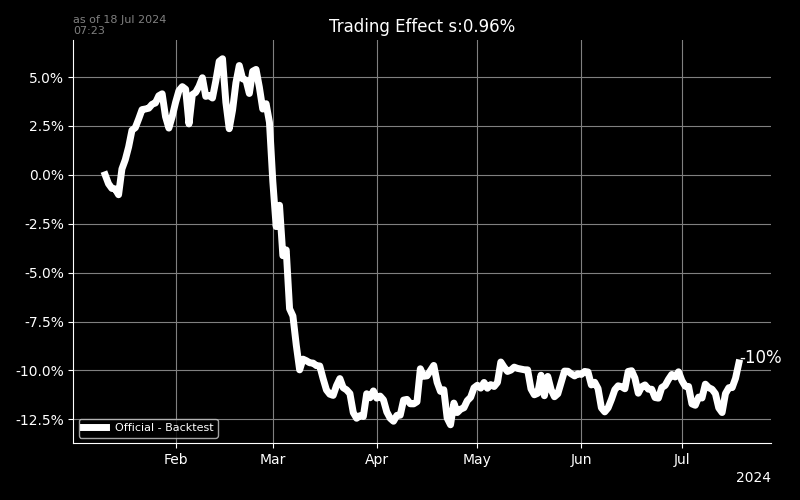 as of 18 Jul 2024
07:23
Trading Effect s:0.96%
5.0%
2.5%
0.0%
-2.5%
-5.0%
-7.5%
-10.0%
-12.5%
-10%
Official - Backtest
Feb Mar Apr May Jun Jul
2024